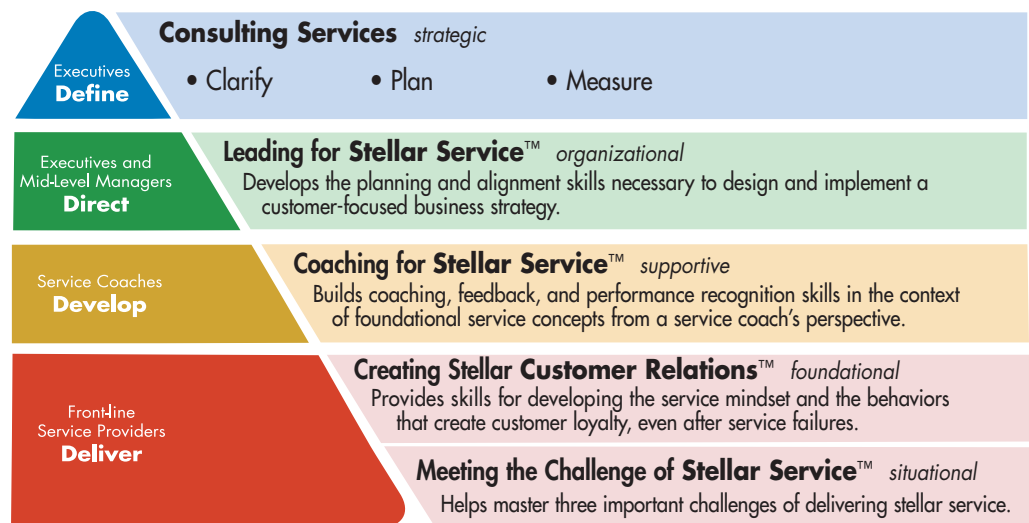 Executives
Define
Consulting Services strategic
• Clarify • Plan • Measure
Executives and
Mid-Level Managers
Direct
Leading for Stellar Service™ organizational
Develops the planning and alignment skills necessary to design and implement a
customer-focused business strategy.
Service Coaches
Develop
Coaching for Stellar Service™ supportive
Builds coaching, feedback, and performance recognition skills in the context
of foundational service concepts from a service coach's perspective.
Front-line
Service Providers
Deliver
Creating Stellar Customer Relations™ foundational
Provides skills for developing the service mindset and the behaviors
that create customer loyalty, even after service failures.
Meeting the Challenge of Stellar Service™ situational
Helps master three important challenges of delivering stellar service.